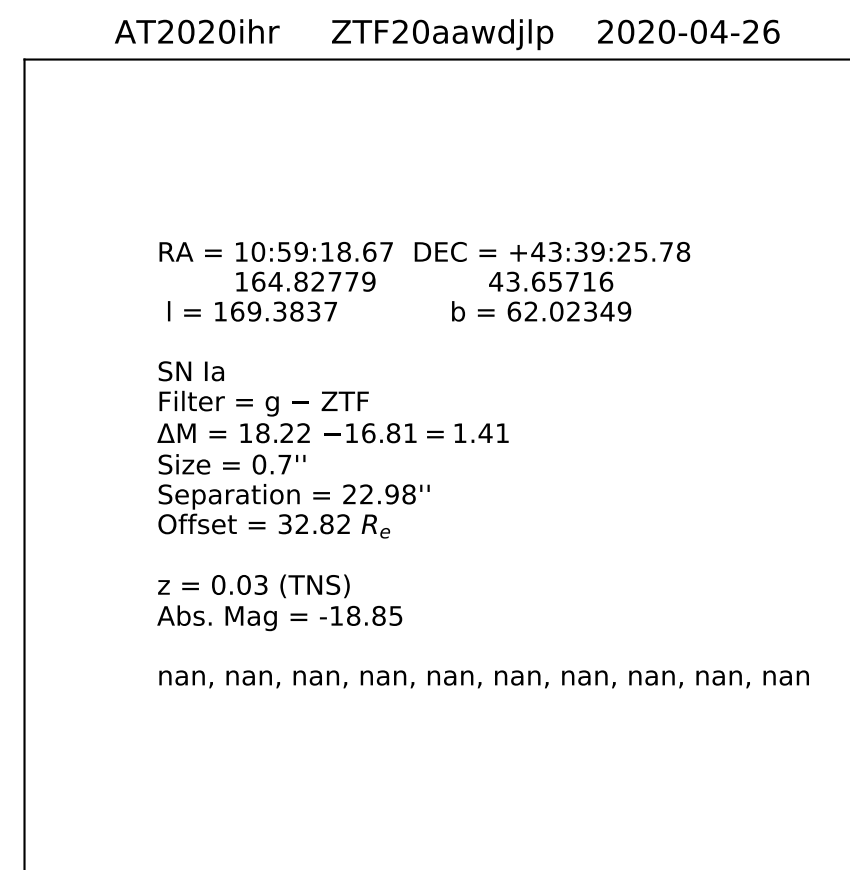 AT2020ihr ZTF20aawdjlp 2020-04-26
RA = 10:59:18.67 DEC = +43:39:25.78
164.82779 43.65716
l = 169.3837 b = 62.02349
SN Ia
Filter = g − ZTF
ΔM = 18.22 −16.81 = 1.41
Size = 0.7''
Separation = 22.98''
Offset = 32.82 Re
z = 0.03 (TNS)
Abs. Mag = -18.85
nan, nan, nan, nan, nan, nan, nan, nan, nan, nan